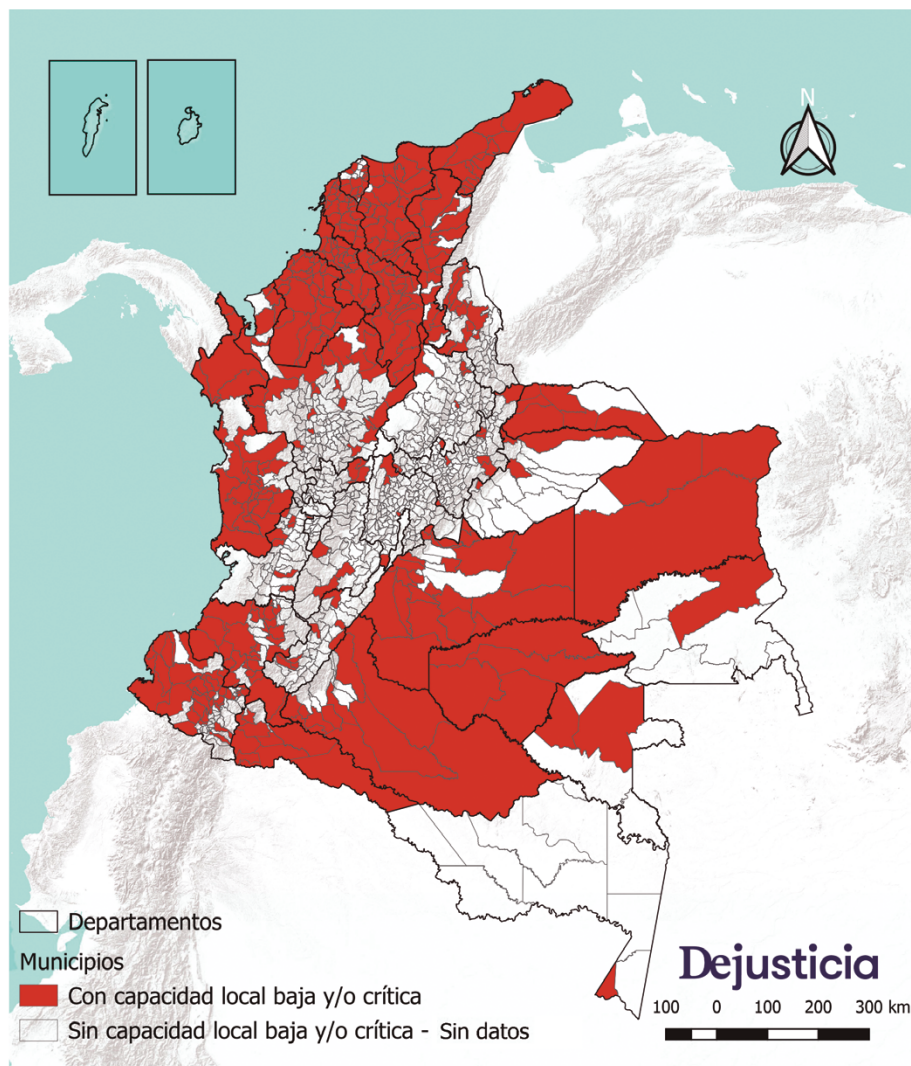 N
Departamentos
Municipios
Con capacidad local baja y/o crítica
Sin capacidad local baja y/o crítica - Sin datos
Dejusticia
100 0 100 200 300 km